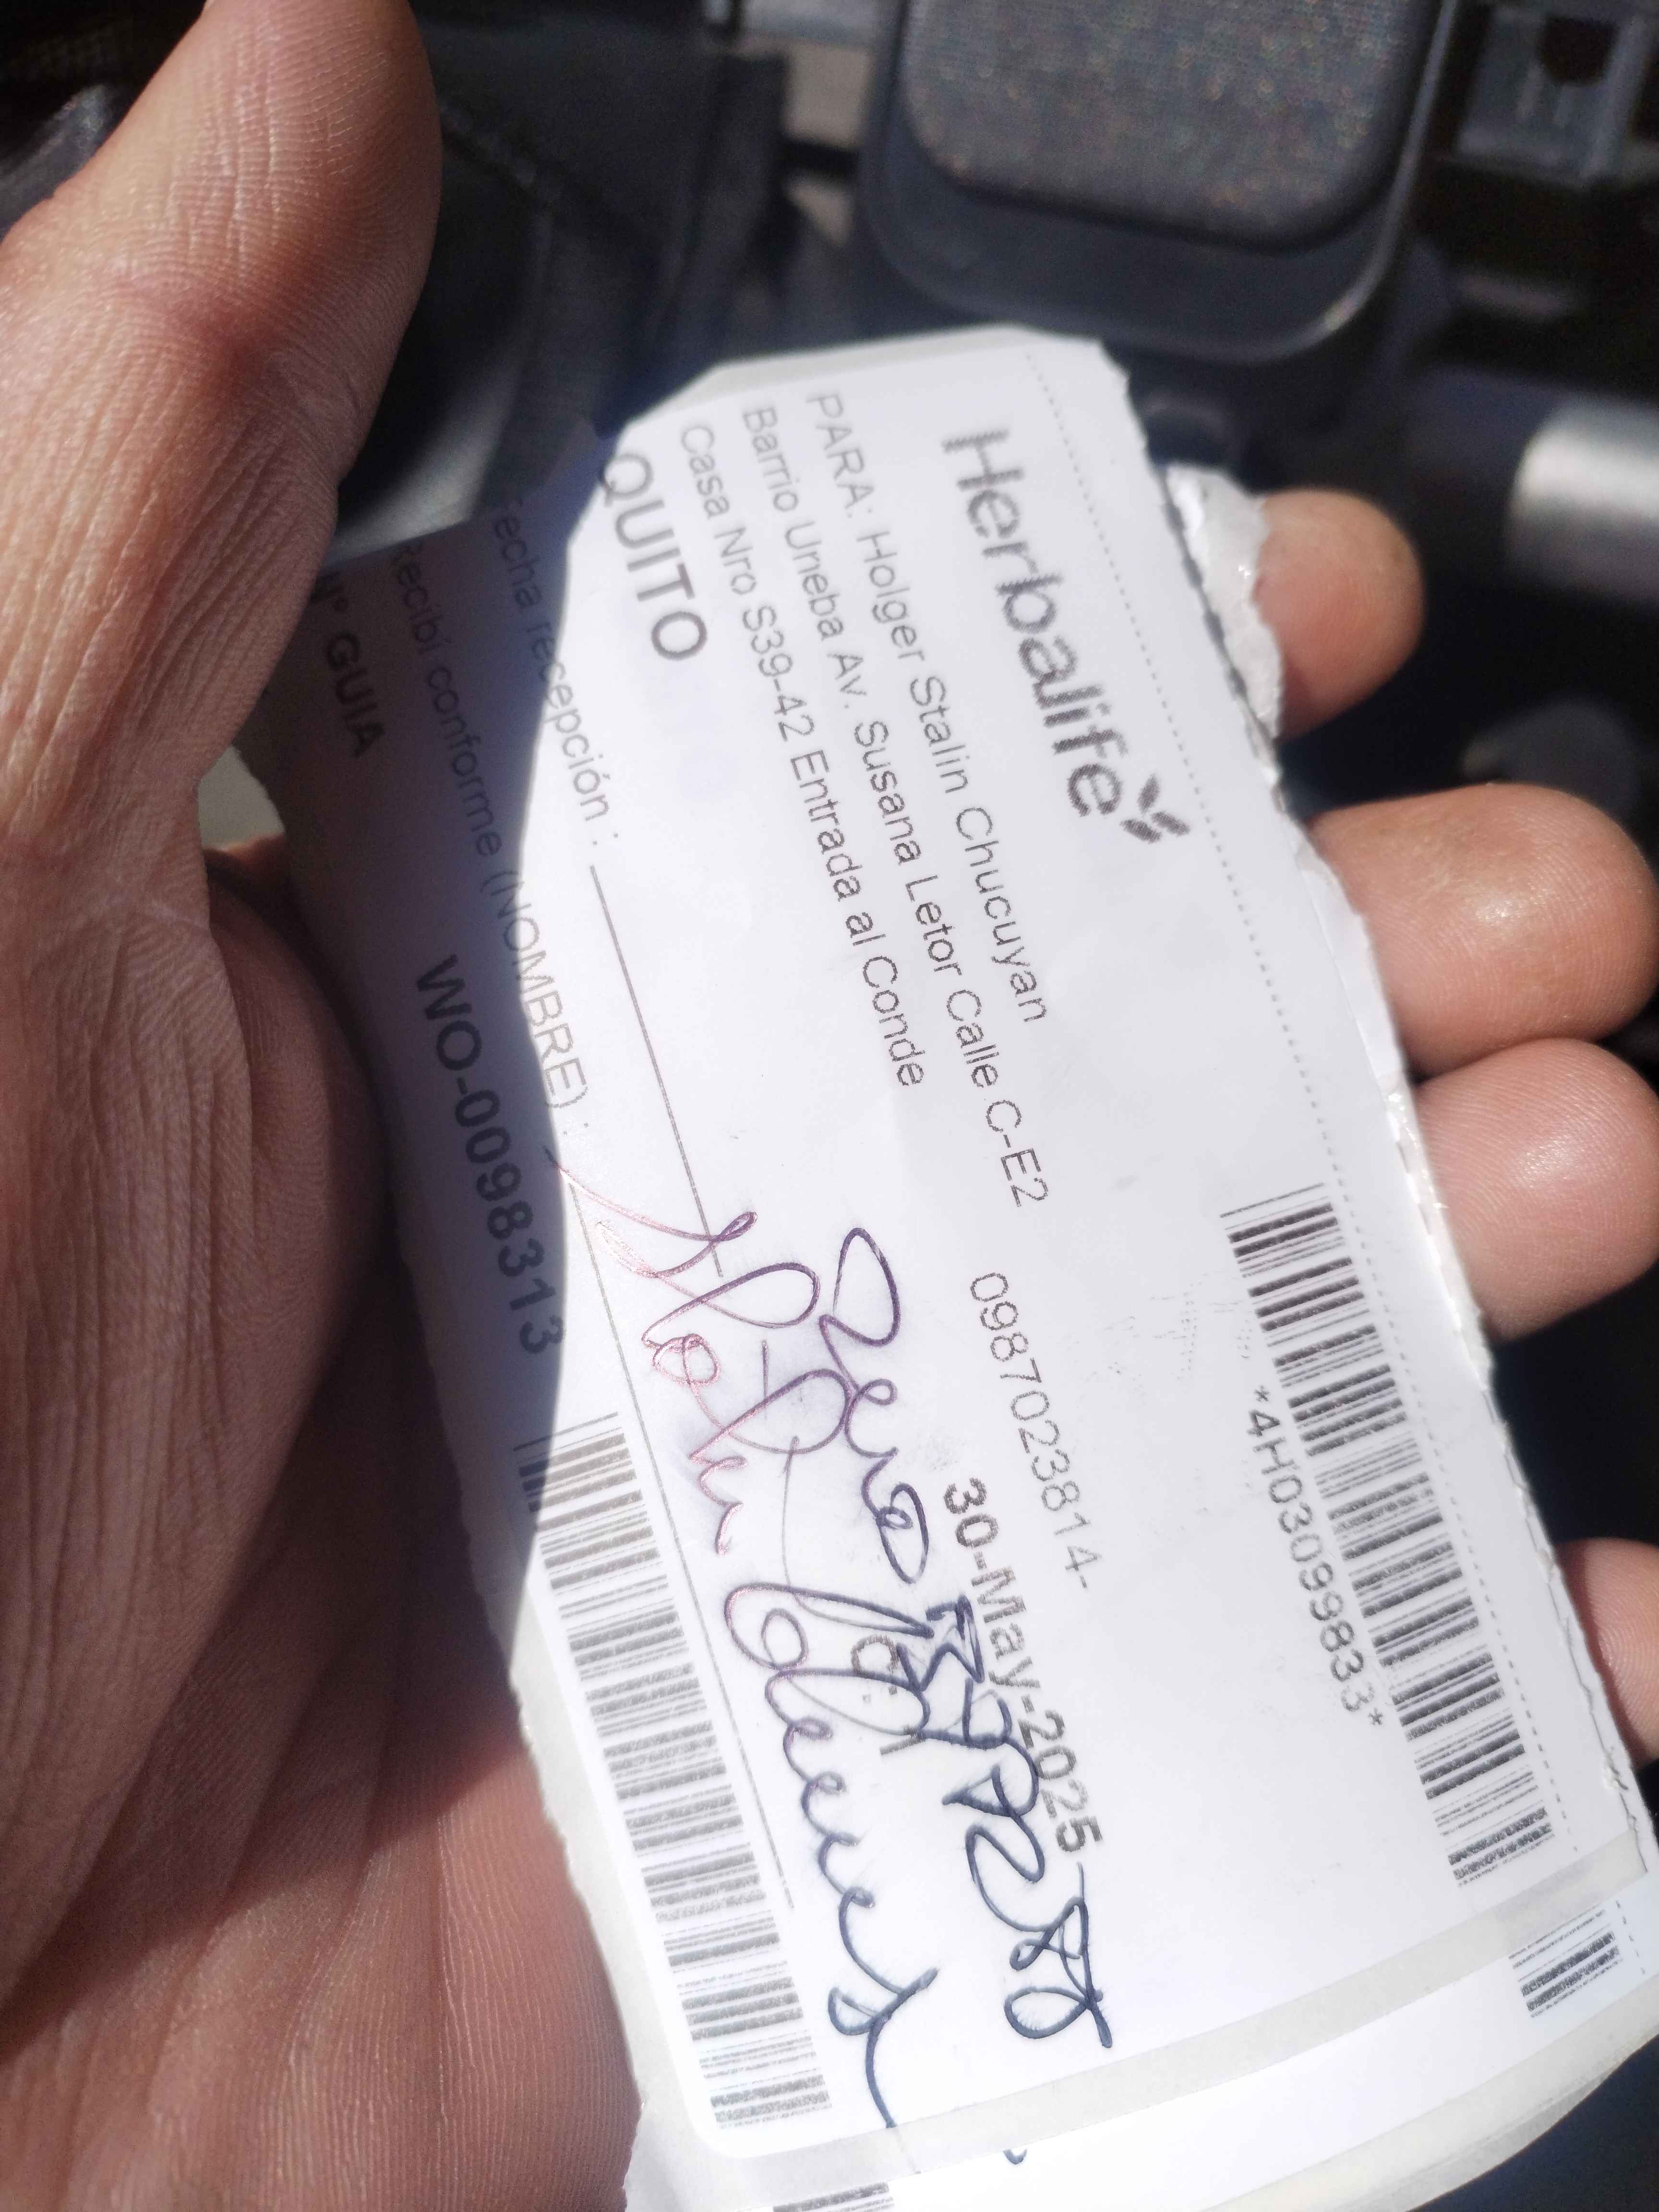 Herbalife
*4H03099833*
PARA: Holger Stalin Chucuyan
0987023814-
Barrio Uneba Av. Susana Letor Calle C-E2
Casa Nro S39-42 Entrada al Conde
30-May-2025
QUITO
Fecha recepción :
Recibí conforme (NOMBRE) :
N° GUIA
WO-0098313